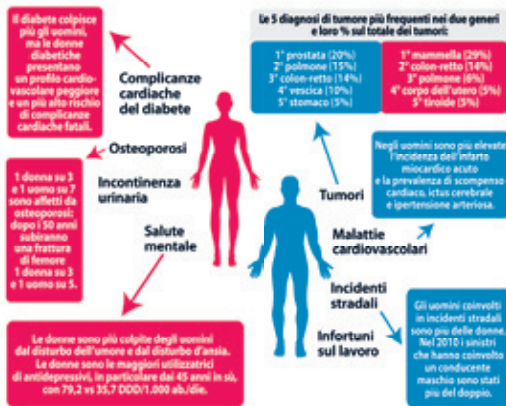 Il diabete colpisce
più gli uomini,
ma le donne
diabetiche
presentano
un profilo cardio-
vascolare peggiore
e un più alto rischio
di complicanze
cardiache fatali.
Complicanze
cardiache
del diabete
Le 5 diagnosi di tumore più frequenti nei due generi
e loro % sul totale dei tumori:
1° prostata (20%)
2° polmone (15%)
3° colon-retto (14%)
4° vescica (10%)
5° stomaco (5%)
1° mammella (29%)
2° colon-retto (14%)
3° polmone (6%)
4° corpo dell'utero (5%)
5° tiroide (5%)
Osteoporosi
1 donna su 3
e 1 uomo su 7
sono affetti da
osteoporosi:
dopo i 50 anni
subiranno
una frattura
di femore
1 donna su 3
e 1 uomo su 5.
Incontinenza
urinaria
Salute
mentale
Le donne sono più colpite degli uomini
dal disturbo dell'umore e dal disturbo d'ansia.
Le donne sono le maggiori utilizzatrici
di antidepressivi, in particolare dai 45 anni in sù,
con 79,2 vs 35,7 DDD/1.000 ab./die.
Tumori
Negli uomini sono più elevate
l'incidenza dell'infarto
miocardico acuto
e la prevalenza di scompenso
cardiaco, ictus cerebrale
e ipertensione arteriosa.
Malattie
cardiovascolari
Incidenti
stradali
Infortuni
sul lavoro
Gli uomini coinvolti
in incidenti stradali
sono più delle donne.
Nel 2010 i sinistri
che hanno coinvolto
un conducente
maschio sono stati
più del doppio.